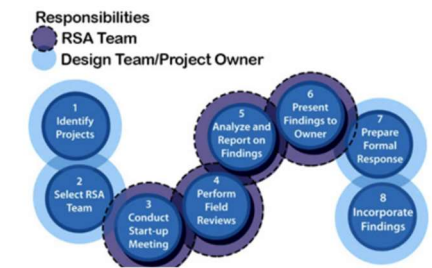 Responsibilities
RSA Team
Design Team/Project Owner
1
Identify
Projects
2
Select RSA
Team
3
Conduct
Start-up
Meeting
4
Perform
Field
Reviews
5
Analyze and
Report on
Findings
6
Present
Findings to
Owner
7
Prepare
Formal
Response
8
Incorporate
Findings